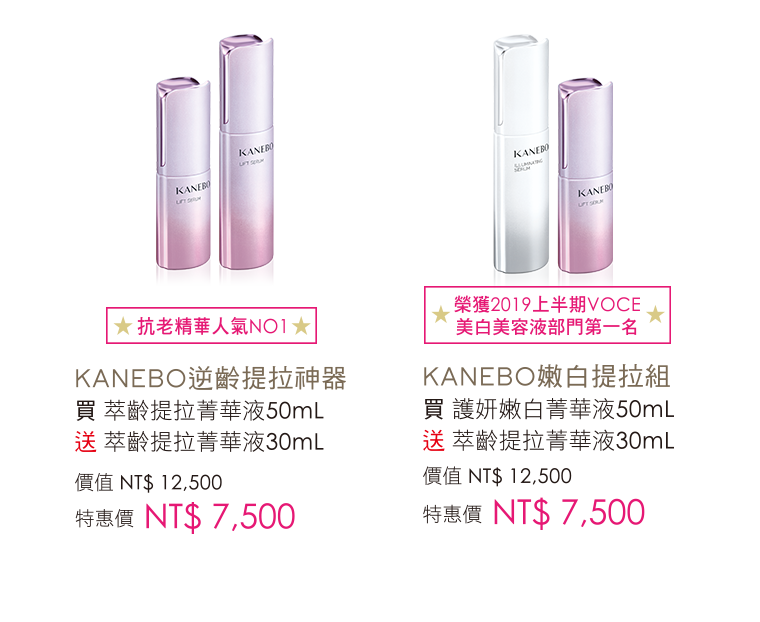 KANEBO
LIFT SERUM
KANEBO
LIFT SERUM
★ 抗老精華人氣NO1 ★
KANEBO逆齡提拉神器
買 萃齡提拉菁華液50mL
送 萃齡提拉菁華液30mL
價值 NT$ 12,500
特惠價 NT$ 7,500
KANEBO
ILLUMINATING
SERUM
KANEBO
LIFT SERUM
★ 榮獲2019上半期VOCE ★
美白美容液部門第一名
KANEBO嫩白提拉組
買 護妍嫩白菁華液50mL
送 萃齡提拉菁華液30mL
價值 NT$ 12,500
特惠價 NT$ 7,500